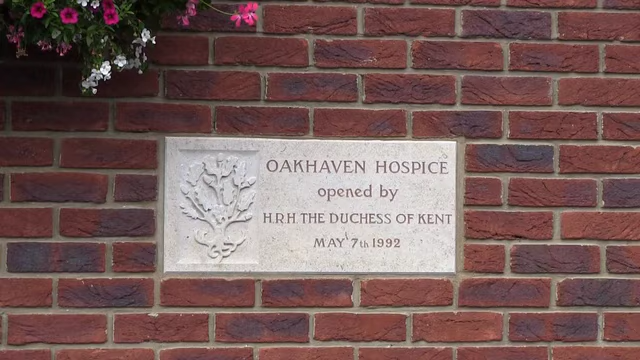 OAKHAVEN HOSPICE
opened by
H.R.H. THE DUCHESS OF KENT
MAY 7th 1992